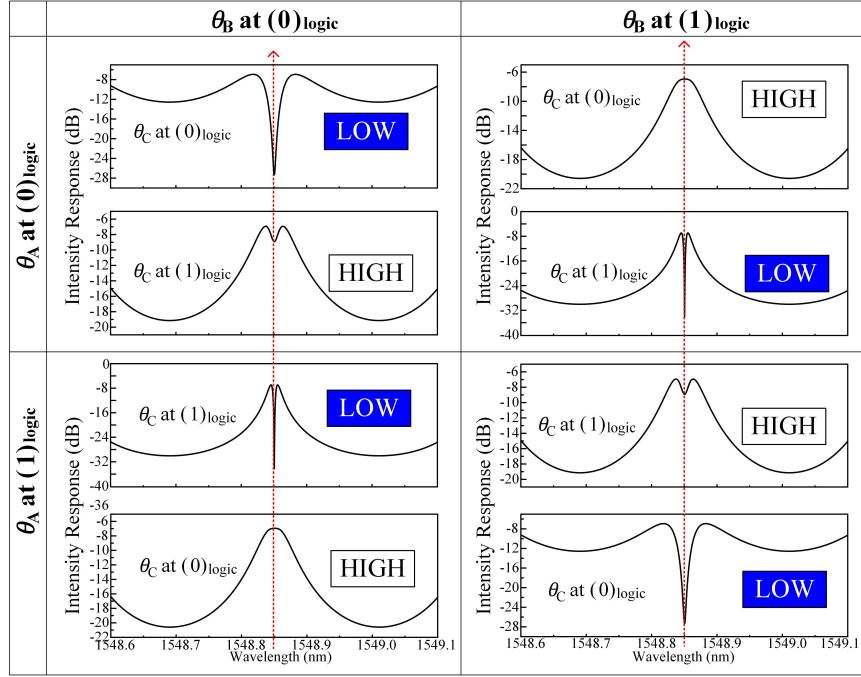 θB at (0)logic
θB at (1)logic
θA at (0)logic
θA at (1)logic
Intensity Response (dB)
-8
-12
-16
-20
-24
-28
θC at (0)logic
LOW
-6
-8
-10
-12
-14
-16
-18
-20
θC at (1)logic
HIGH
Intensity Response (dB)
-6
-10
-14
-18
-22
θC at (0)logic
HIGH
0
-8
-16
-24
-32
-40
θC at (1)logic
LOW
Intensity Response (dB)
0
-8
-16
-24
-32
-40
-36
θC at (1)logic
LOW
-6
-8
-10
-12
-14
-16
-18
-20
-22
θC at (0)logic
HIGH
1548.6
1548.7
1548.8
1548.9
1549.0
1549.1
Wavelength (nm)
Intensity Response (dB)
-6
-8
-10
-12
-14
-16
-18
-20
θC at (1)logic
HIGH
-8
-12
-16
-20
-24
-28
θC at (0)logic
LOW
1548.6
1548.7
1548.8
1548.9
1549.0
1549.1
Wavelength (nm)